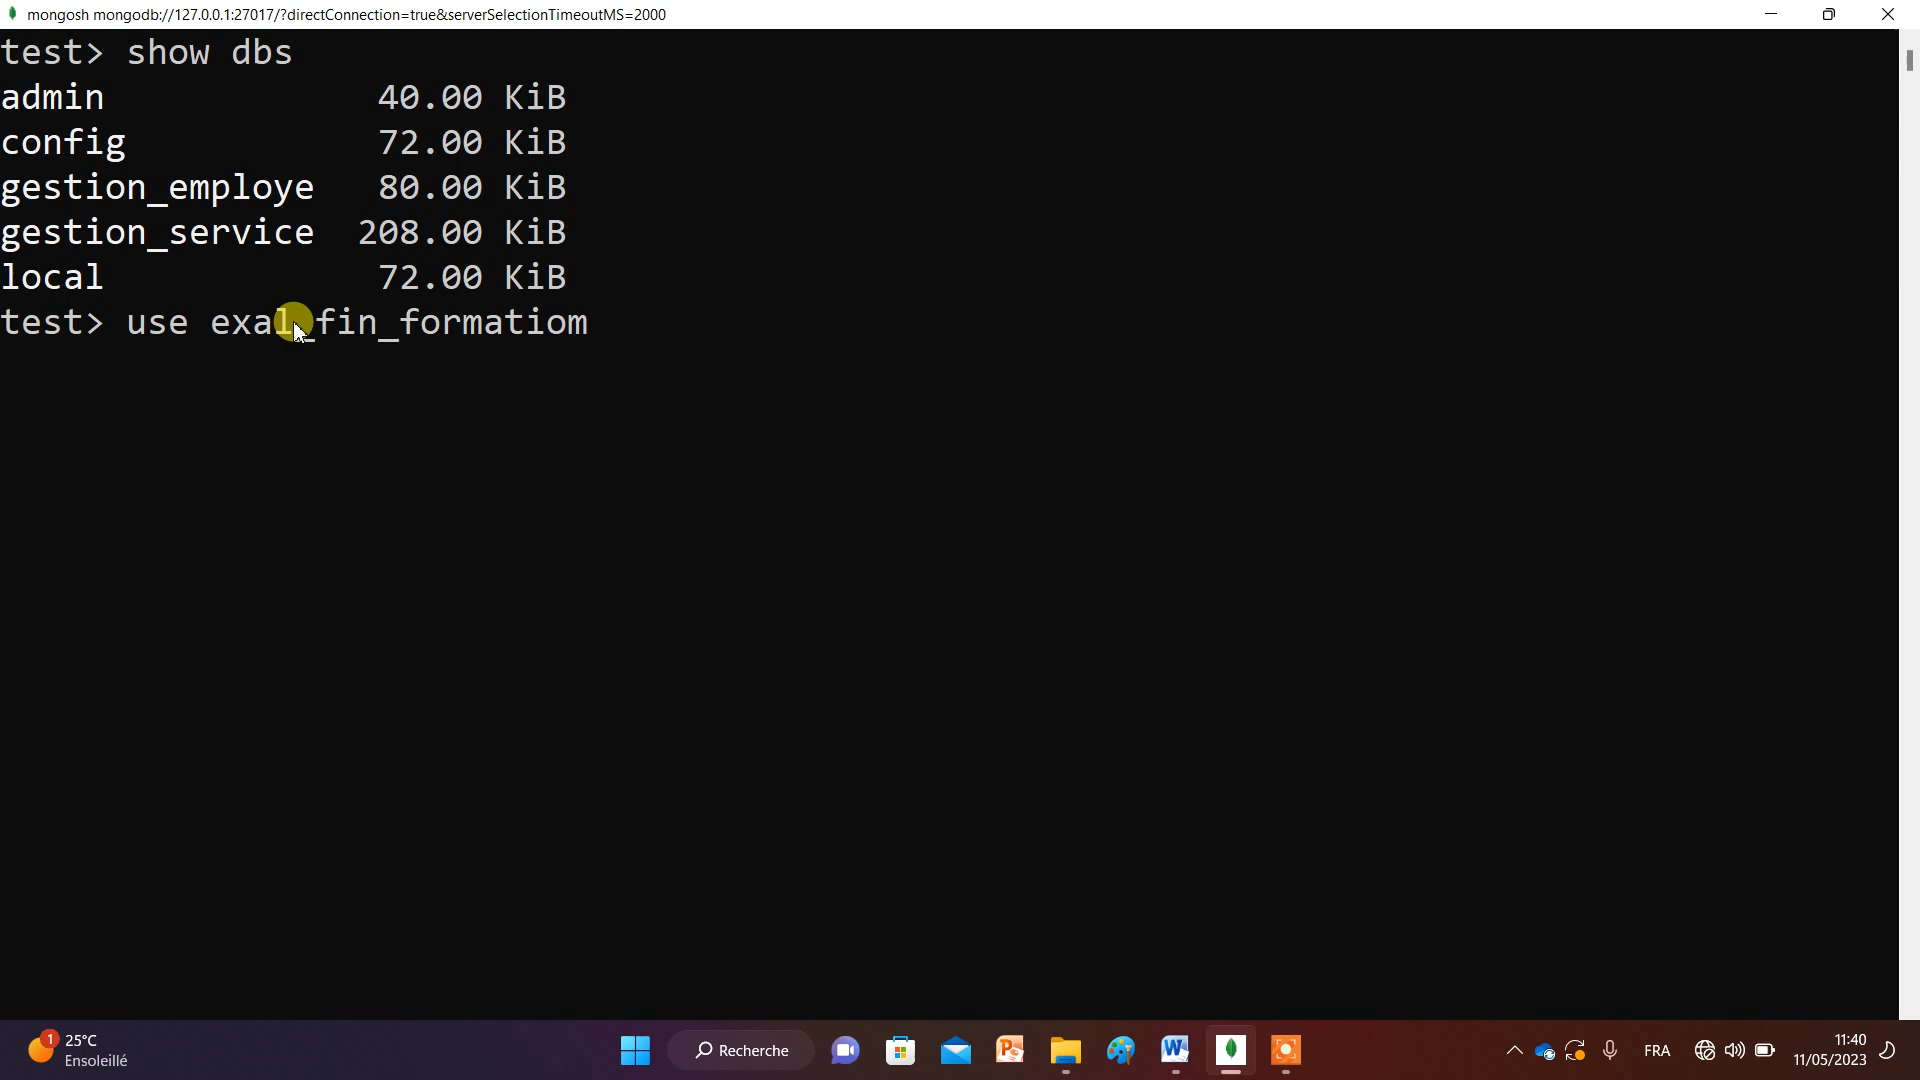 mongosh mongodb://127.0.0.1:27017/?directConnection=true&serverSelectionTimeoutMS=2000
test> show dbs
admin 40.00 KiB
config 72.00 KiB
gestion_employe 80.00 KiB
gestion_service 208.00 KiB
local 72.00 KiB
test> use exal_fin_formatiom
1
25°C
Ensoleillé
Recherche
FRA
11:40
11/05/2023